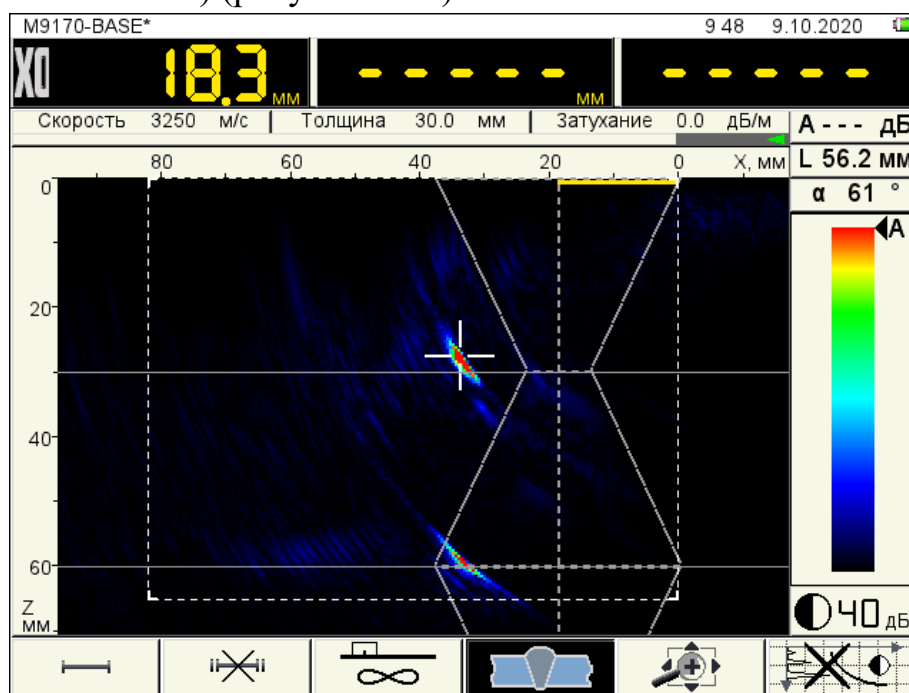 M9170-BASE* 9 48 9.10.2020
X0 18.3 мм - - - - - мм - - - - -
Скорость 3250 м/с | Толщина 30.0 мм | Затухание 0.0 дБ/м
A - - - дБ
L 56.2 мм
α 61 °
80 60 40 20 0 X, мм
A
0
20
40
60
Z
мм
40 дБ